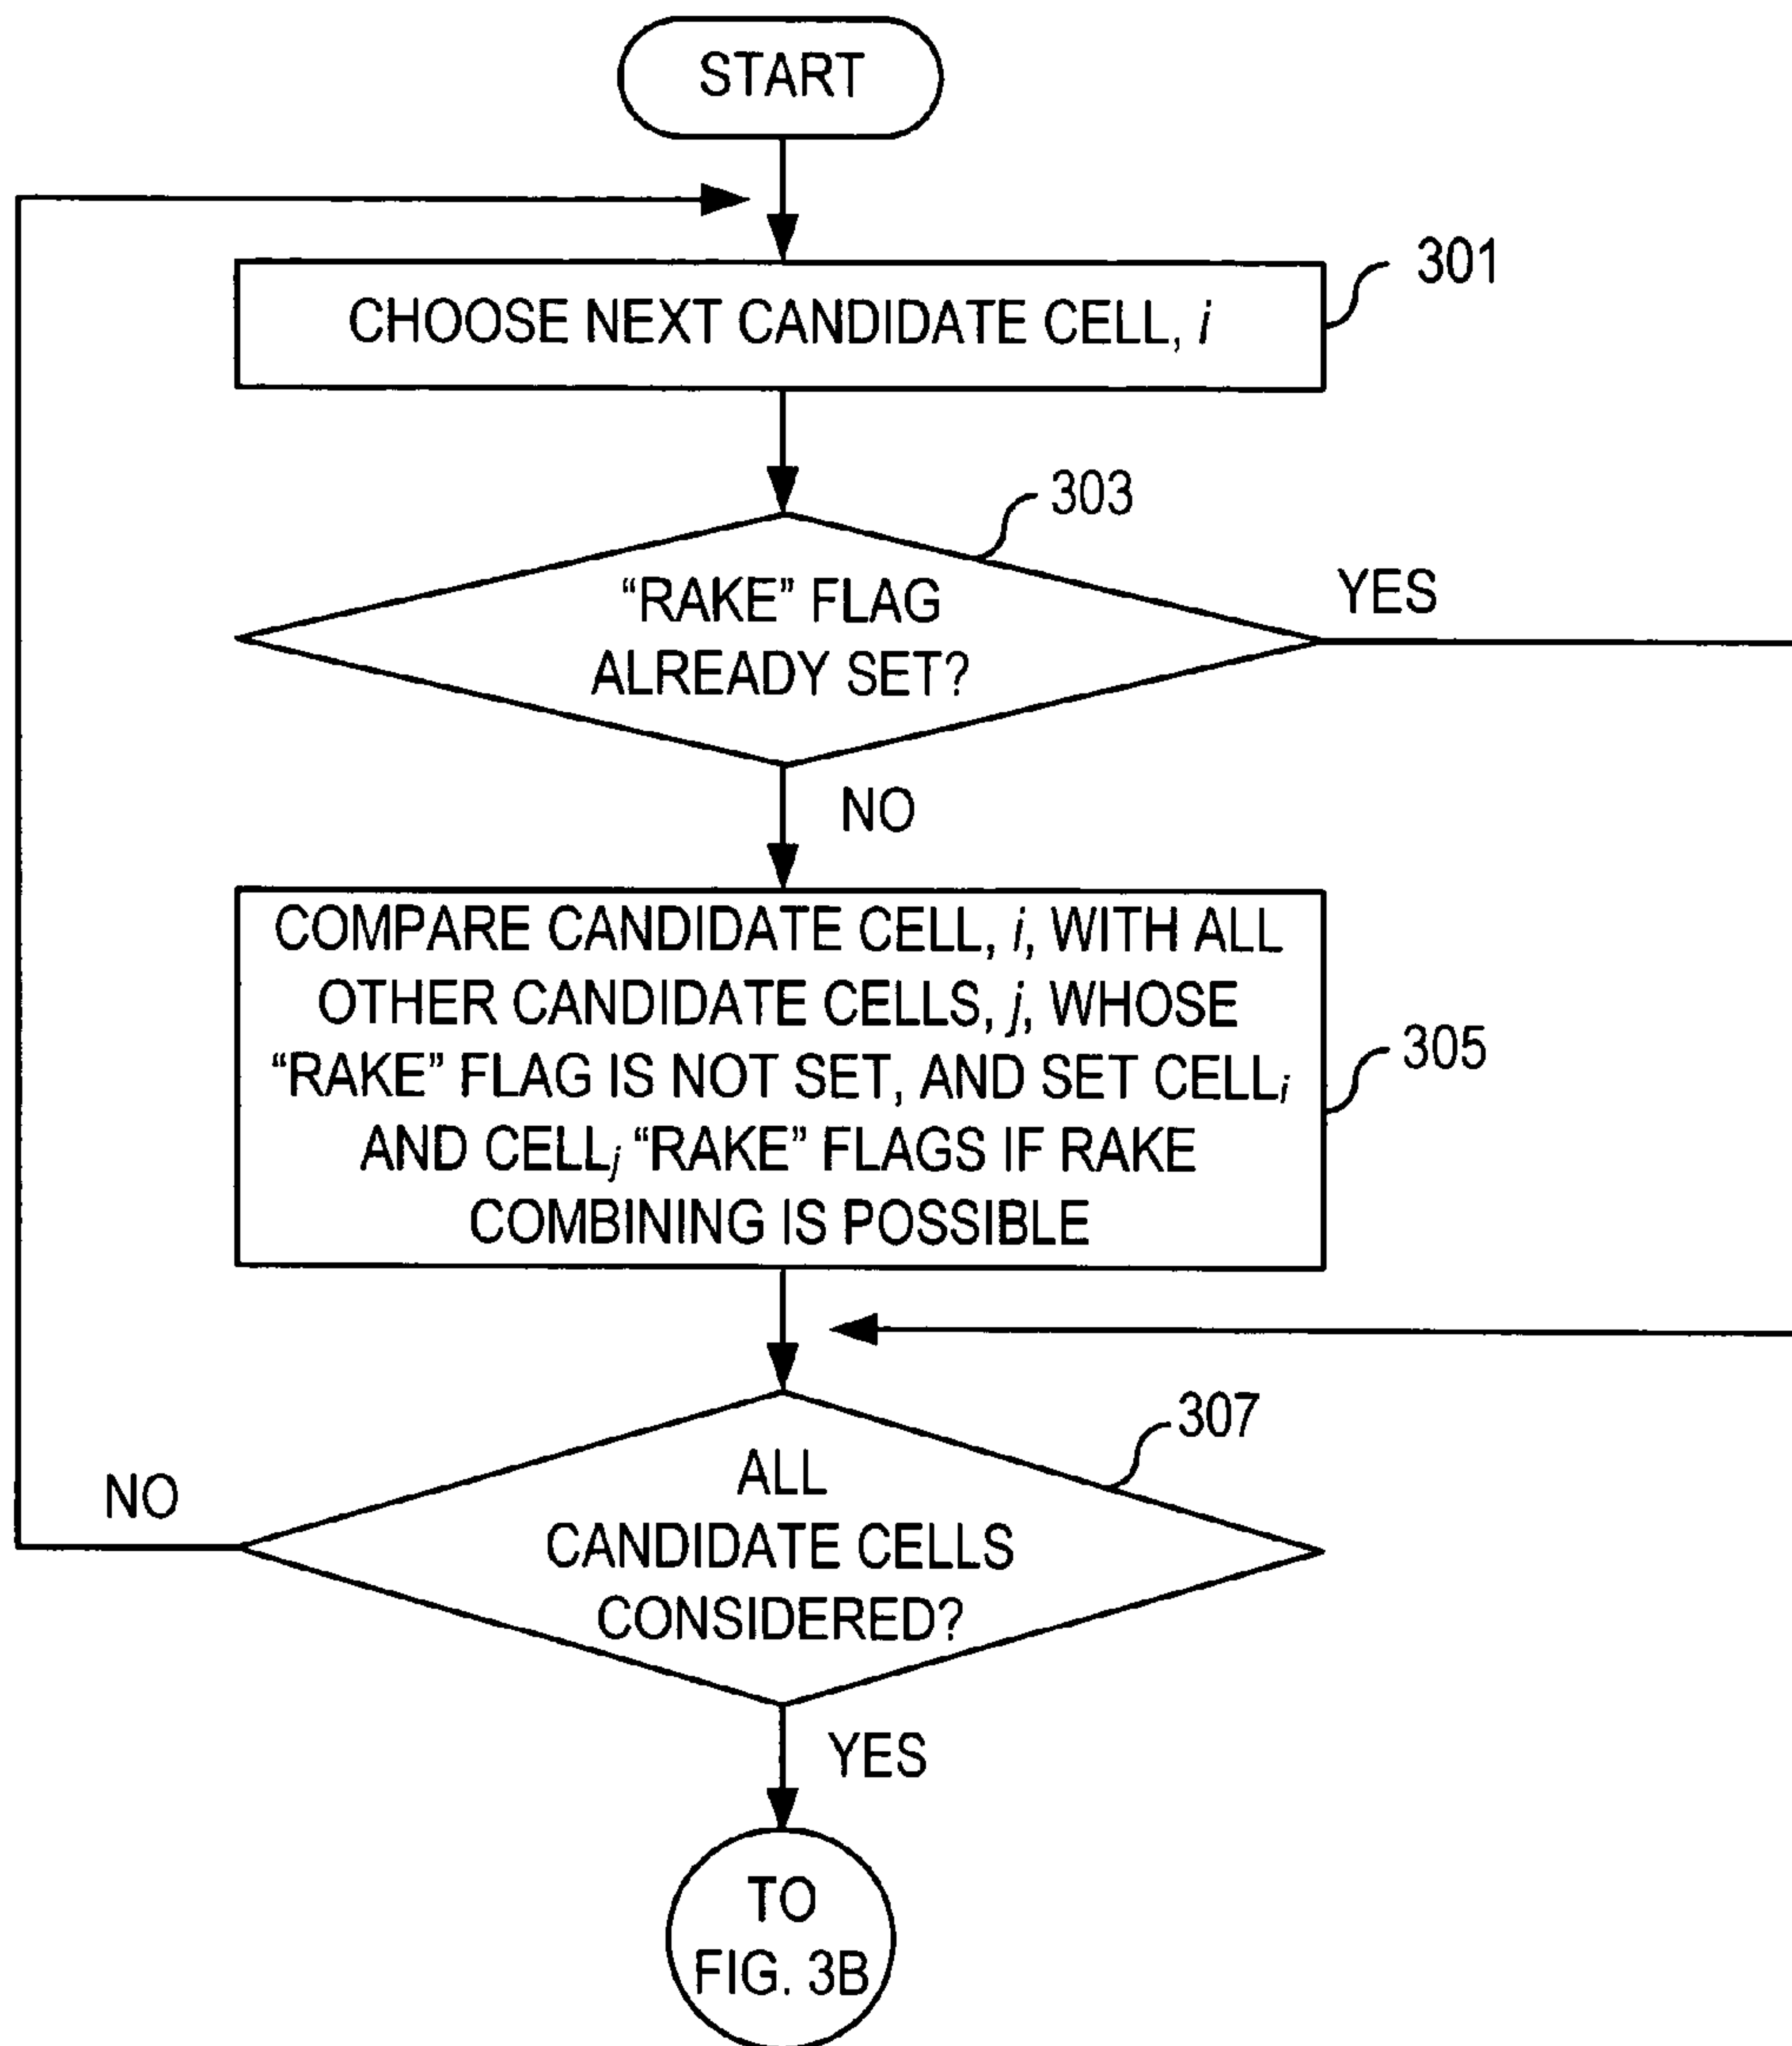 START
CHOOSE NEXT CANDIDATE CELL, i
301
303
“RAKE” FLAG
ALREADY SET?
YES
NO
COMPARE CANDIDATE CELL, i, WITH ALL
OTHER CANDIDATE CELLS, j, WHOSE
“RAKE” FLAG IS NOT SET, AND SET CELLi
AND CELLj “RAKE” FLAGS IF RAKE
COMBINING IS POSSIBLE
305
307
ALL
CANDIDATE CELLS
CONSIDERED?
NO
YES
TO
FIG. 3B